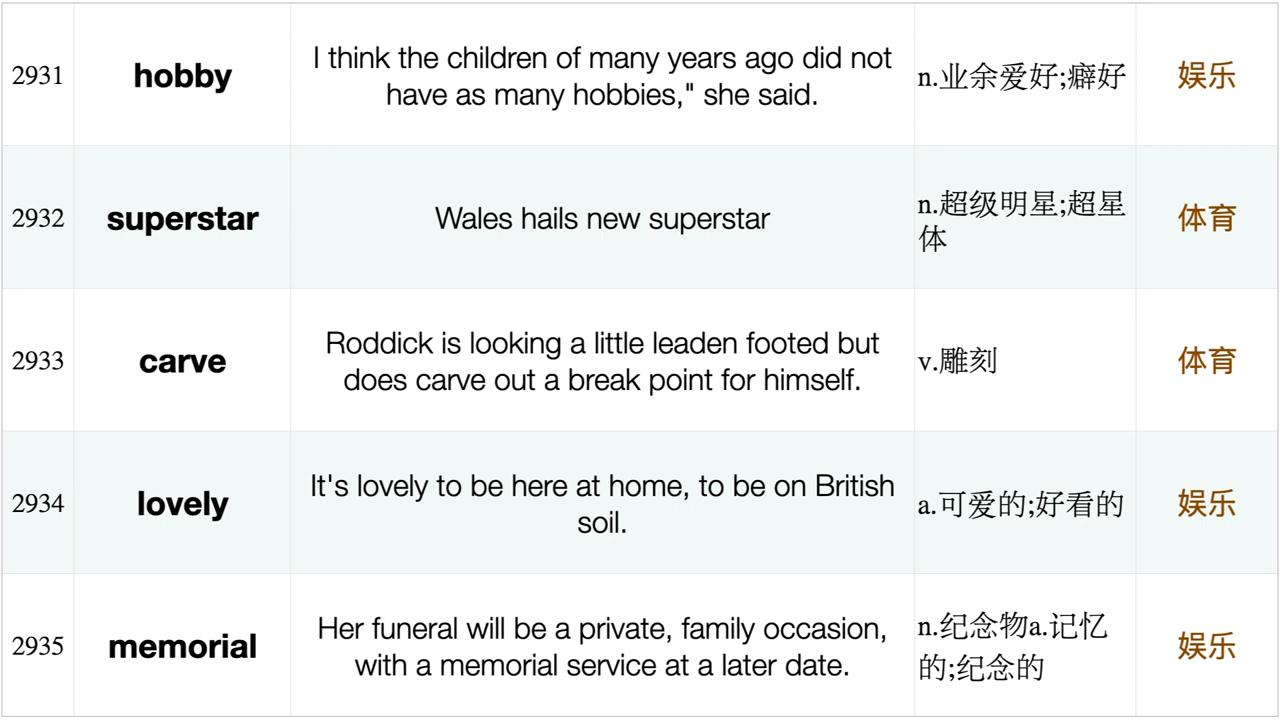 2931 hobby I think the children of many years ago did not have as many hobbies," she said. n.业余爱好;癖好 娱乐
2932 superstar Wales hails new superstar n.超级明星;超星体 体育
2933 carve Roddick is looking a little leaden footed but does carve out a break point for himself. v.雕刻 体育
2934 lovely It's lovely to be here at home, to be on British soil. a.可爱的;好看的 娱乐
2935 memorial Her funeral will be a private, family occasion, with a memorial service at a later date. n.纪念物a.记忆的;纪念的 娱乐